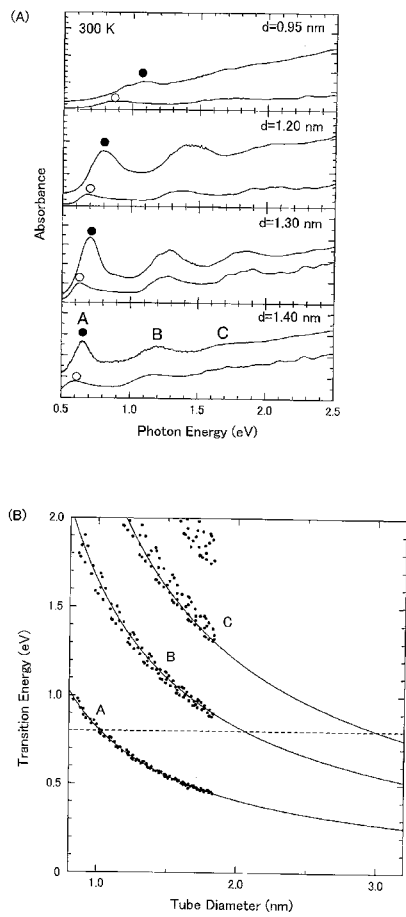 (A)
300 K
d=0.95 nm
d=1.20 nm
d=1.30 nm
A
B
C
d=1.40 nm
Absorbance
0.5
1.0
1.5
2.0
2.5
Photon Energy (eV)
(B)
2.0
1.5
1.0
0.5
0
Transition Energy (eV)
A
B
C
1.0
2.0
3.0
Tube Diameter (nm)